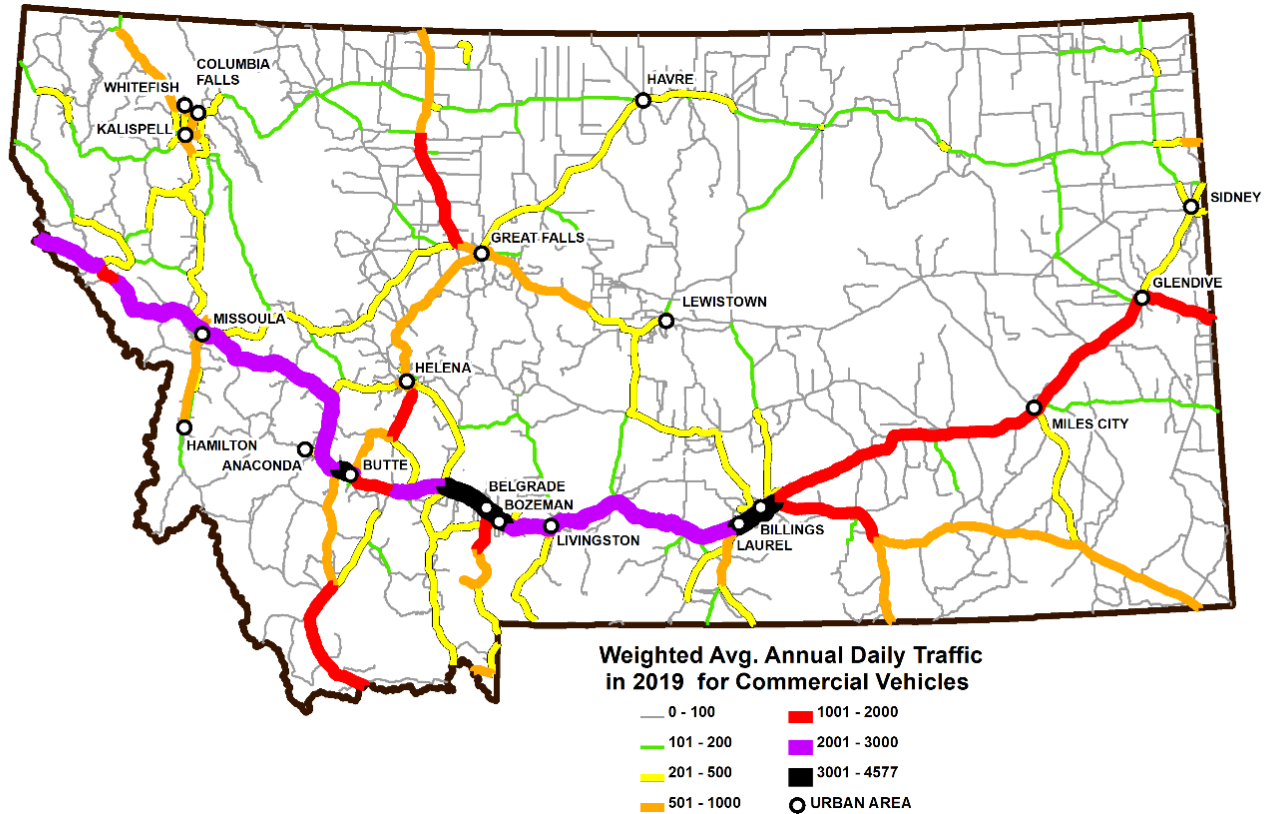 COLUMBIA
FALLS
WHITEFISH
KALISPELL
HAVRE
SIDNEY
GREAT FALLS
GLENDIVE
LEWISTOWN
MISSOULA
HELENA
MILES CITY
HAMILTON
ANACONDA
BUTTE
BELGRADE
BOZEMAN
LIVINGSTON
BILLINGS
LAUREL
Weighted Avg. Annual Daily Traffic
in 2019 for Commercial Vehicles
0 - 100
1001 - 2000
101 - 200
2001 - 3000
201 - 500
3001 - 4577
501 - 1000
URBAN AREA